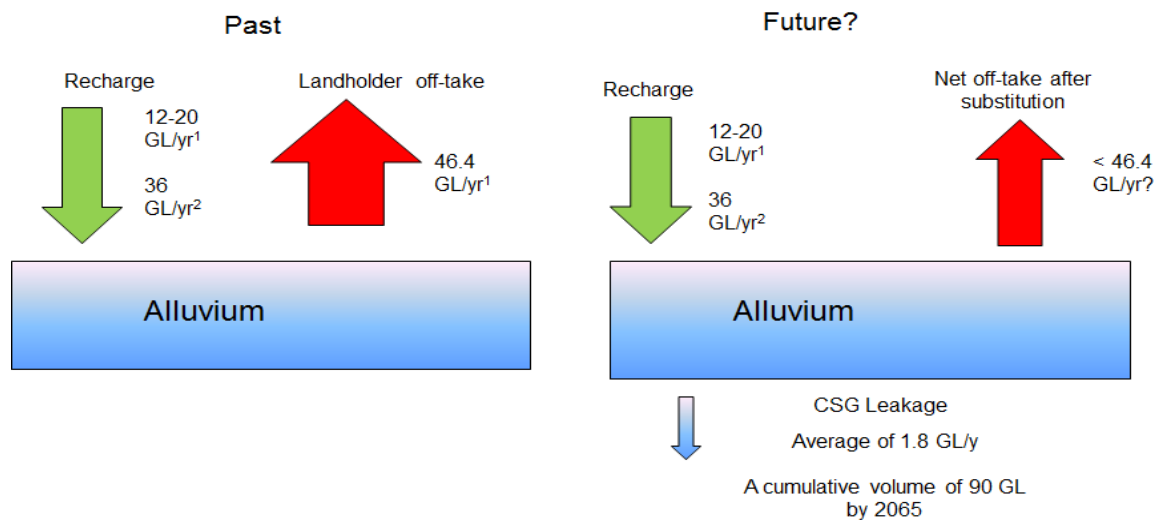 Past
Recharge
Landholder off-take
12-20
GL/yr¹
36
GL/yr²
46.4
GL/yr¹
Alluvium
Future?
Recharge
Net off-take after
substitution
12-20
GL/yr¹
36
GL/yr²
< 46.4
GL/yr?
Alluvium
CSG Leakage
Average of 1.8 GL/y
A cumulative volume of 90 GL
by 2065